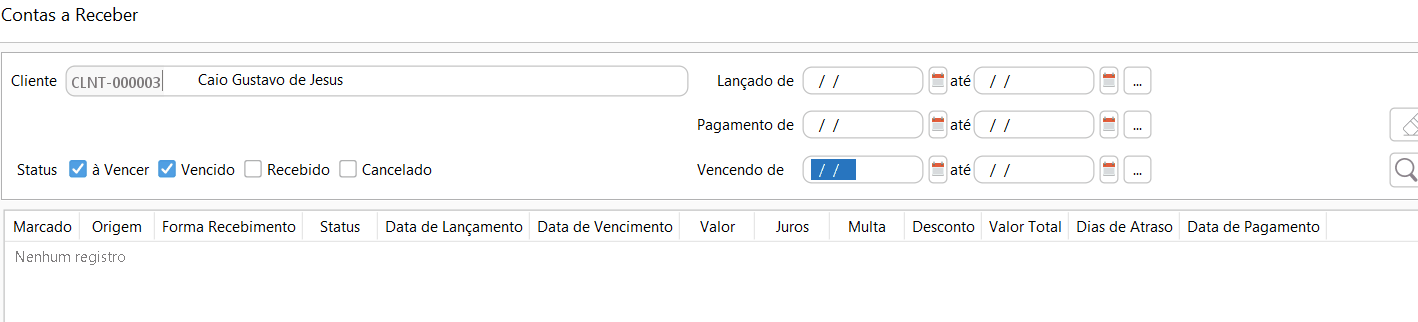 Contas a Receber
Cliente CLNT-000003 Caio Gustavo de Jesus Lançado de / / até / / ...
Pagamento de / / até / / ...
Status à Vencer Vencido Recebido Cancelado Vencendo de / / até / / ...
Marcado Origem Forma Recebimento Status Data de Lançamento Data de Vencimento Valor Juros Multa Desconto Valor Total Dias de Atraso Data de Pagamento
Nenhum registro